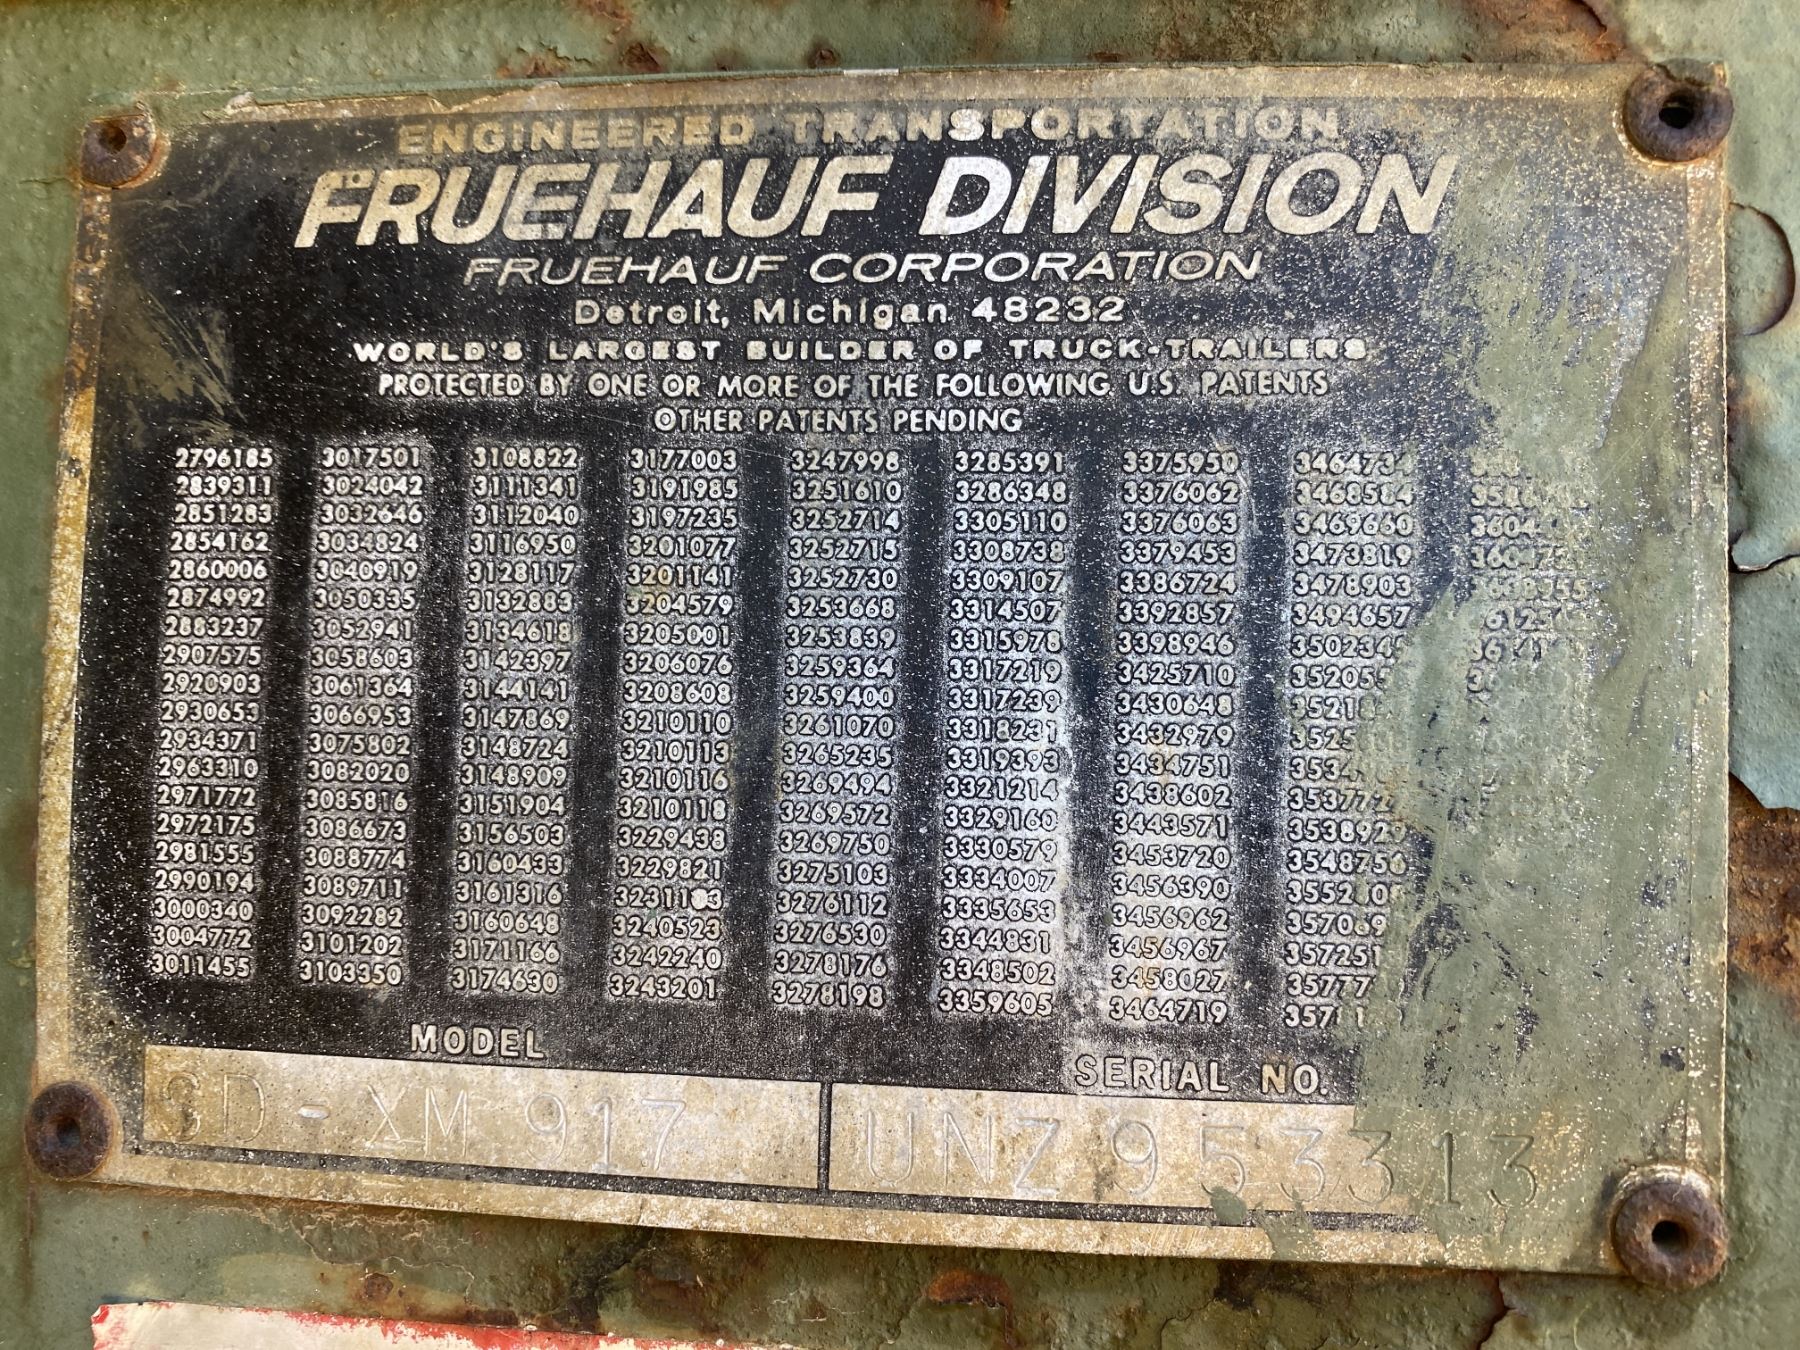 ENGINEERED TRANSPORTATION
FRUEHAUF DIVISION
FRUEHAUF CORPORATION
Detroit, Michigan 48232
WORLD'S LARGEST BUILDER OF TRUCK-TRAILERS
PROTECTED BY ONE OR MORE OF THE FOLLOWING U.S. PATENTS
OTHER PATENTS PENDING
2796185 3017501 3108822 3177003 3247998 3285391 3375950
2839311 3024042 3111341 3191985 3251610 3286348 3376062 3468584
2851283 3032646 3112040 3197235 3252714 3305110 3376063 3469660
2854162 3034824 3116950 3201077 3252715 3308738 3379453 3473819
2860006 3040919 3128117 3201141 3252730 3309107 3386724 3478903
2874992 3050335 3132883 3204579 3253668 3314507 3392857 3494657
2883237 3052941 3134618 3205001 3253839 3315978 3398946
2907575 3058603 3142397 3206076 3259364 3317219 3425710
2920903 3061364 3144141 3208608 3259400 3317239 3430648
2930653 3066953 3147869 3210110 3261070 3318231 3432979
2934371 3075802 3148724 3210113 3265235 3319393 3434751
2963310 3082020 3148909 3210116 3269494 3321214 3438602
2971772 3085816 3151904 3210118 3269572 3329160 3443571
2972175 3086673 3156503 3229438 3269750 3330579 3453720
2981555 3088774 3160433 3229821 3275103 3334007 3456390 3548756
2990194 3089711 3161316 3276112 3335653 3456962
3000340 3092282 3160648 3240523 3276530 3344831 3456967
3004772 3101202 3171166 3242240 3278176 3348502 3458027
3011455 3103350 3174630 3243201 3278198 3359605 3464719
MODEL
SERIAL NO.
SD-XM 917
UNZ 953313